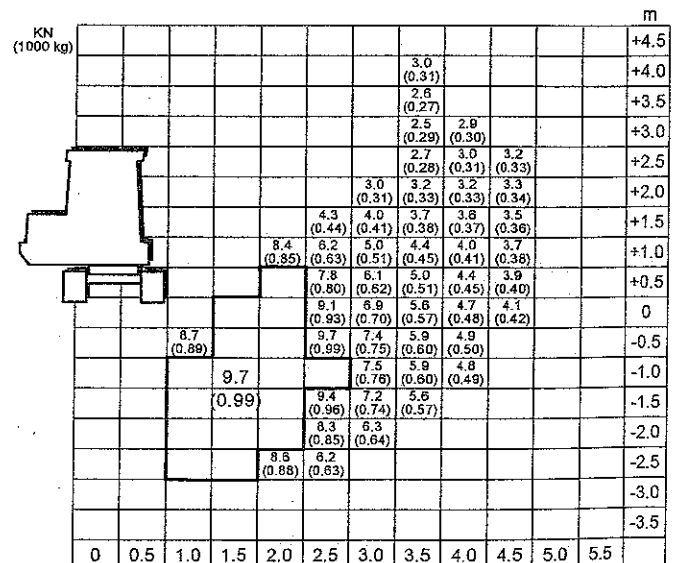 m
KN
(1000 kg)
+4.5
3.0 +4.0
(0.31)
2.6 +3.5
(0.27)
2.5 2.9 +3.0
(0.29) (0.30)
2.7 3.0 3.2 +2.5
(0.28) (0.31) (0.33)
3.0 3.2 3.2 3.3 +2.0
(0.31) (0.33) (0.33) (0.34)
4.3 4.0 3.7 3.6 3.5 +1.5
(0.44) (0.41) (0.38) (0.37) (0.36)
8.4 6.2 5.0 4.4 4.0 3.7 +1.0
(0.85) (0.63) (0.51) (0.45) (0.41) (0.38)
7.8 6.1 5.0 4.4 3.9 +0.5
(0.80) (0.62) (0.51) (0.45) (0.40)
9.1 6.9 5.6 4.7 4.1 0
(0.93) (0.70) (0.57) (0.48) (0.42)
8.7 9.7 7.4 5.9 4.9 -0.5
(0.89) (0.99) (0.75) (0.60) (0.50)
9.7 7.5 5.9 4.8 -1.0
(0.76) (0.60) (0.49)
(0.99) 9.4 7.2 5.6 -1.5
(0.96) (0.74) (0.57)
8.3 6.3 -2.0
(0.85) (0.64)
8.6 6.2 -2.5
(0.88) (0.63)
-3.0
-3.5
0 0.5 1.0 1.5 2.0 2.5 3.0 3.5 4.0 4.5 5.0 5.5